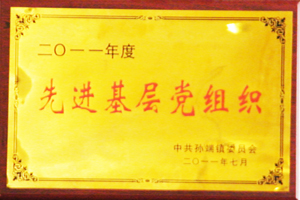 二〇一一年度
先进基层党组织
中共孙端镇委员会
二〇一一年七月